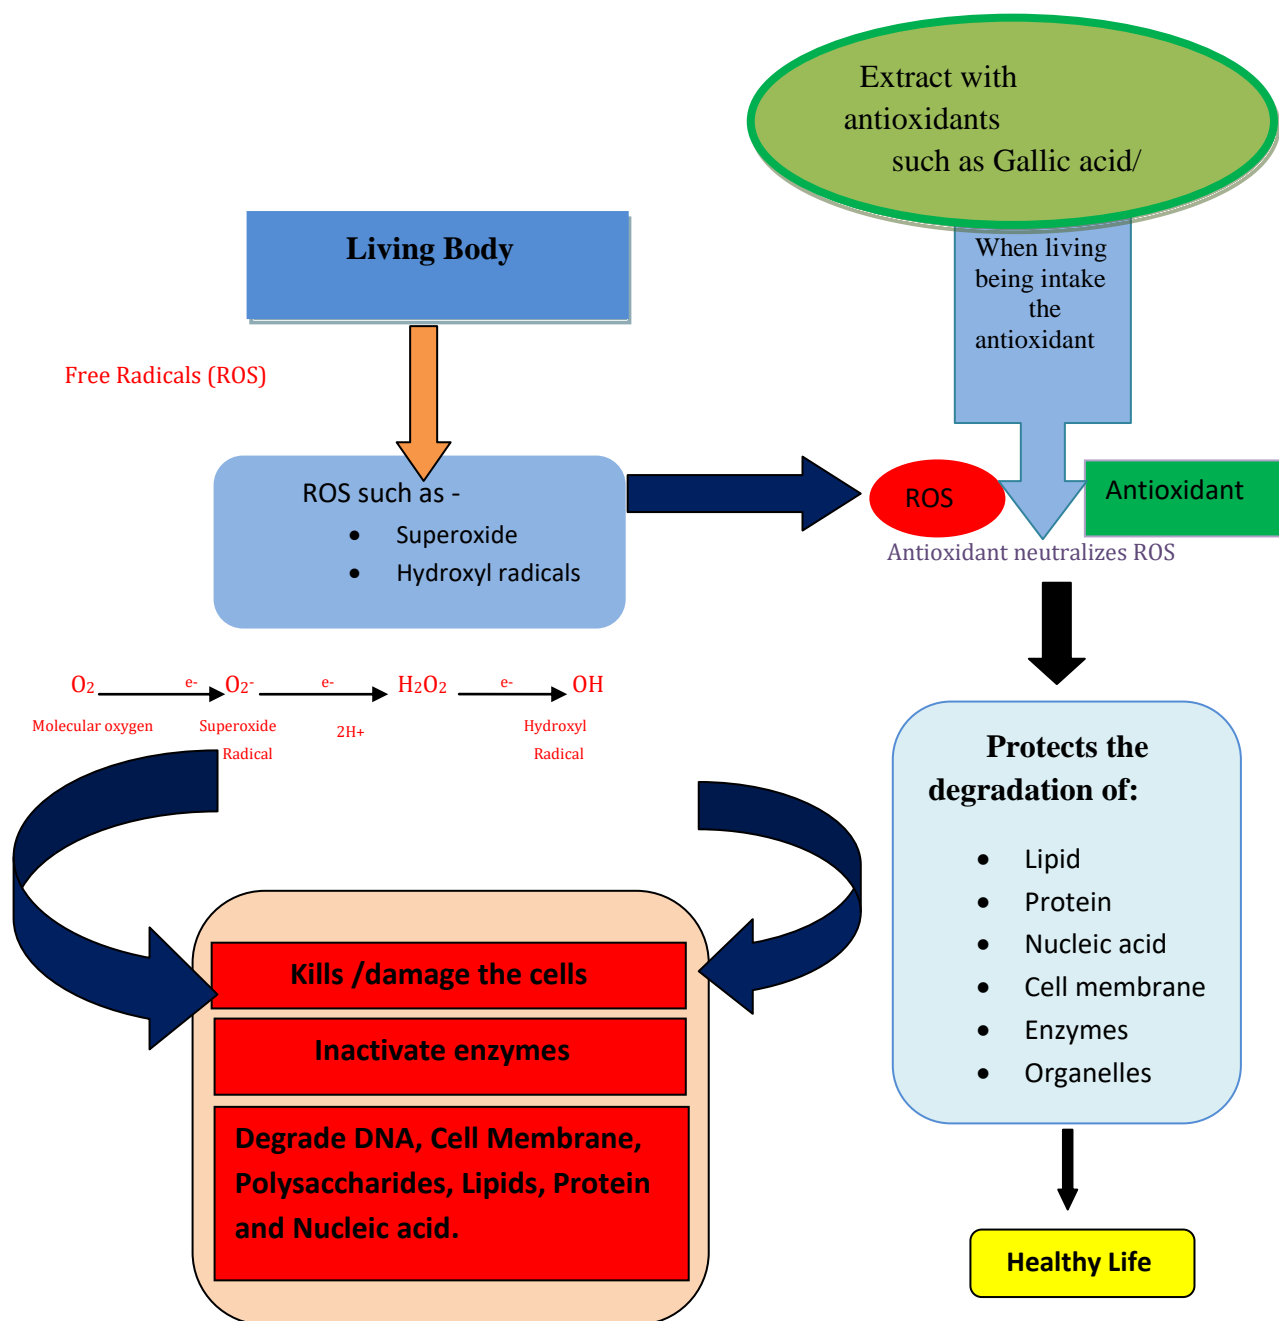 Extract with
antioxidants
such as Gallic acid/
Living Body
When living
being intake
the
antioxidant
Free Radicals (ROS)
ROS such as -
• Superoxide
• Hydroxyl radicals
ROS
Antioxidant
Antioxidant neutralizes ROS
O₂ e- O₂⁻ e- H₂O₂ e- OH
Molecular oxygen Superoxide 2H+ Hydroxyl
Radical Radical
Protects the
degradation of:
• Lipid
• Protein
• Nucleic acid
• Cell membrane
• Enzymes
• Organelles
Kills /damage the cells
Inactivate enzymes
Degrade DNA, Cell Membrane,
Polysaccharides, Lipids, Protein
and Nucleic acid.
Healthy Life